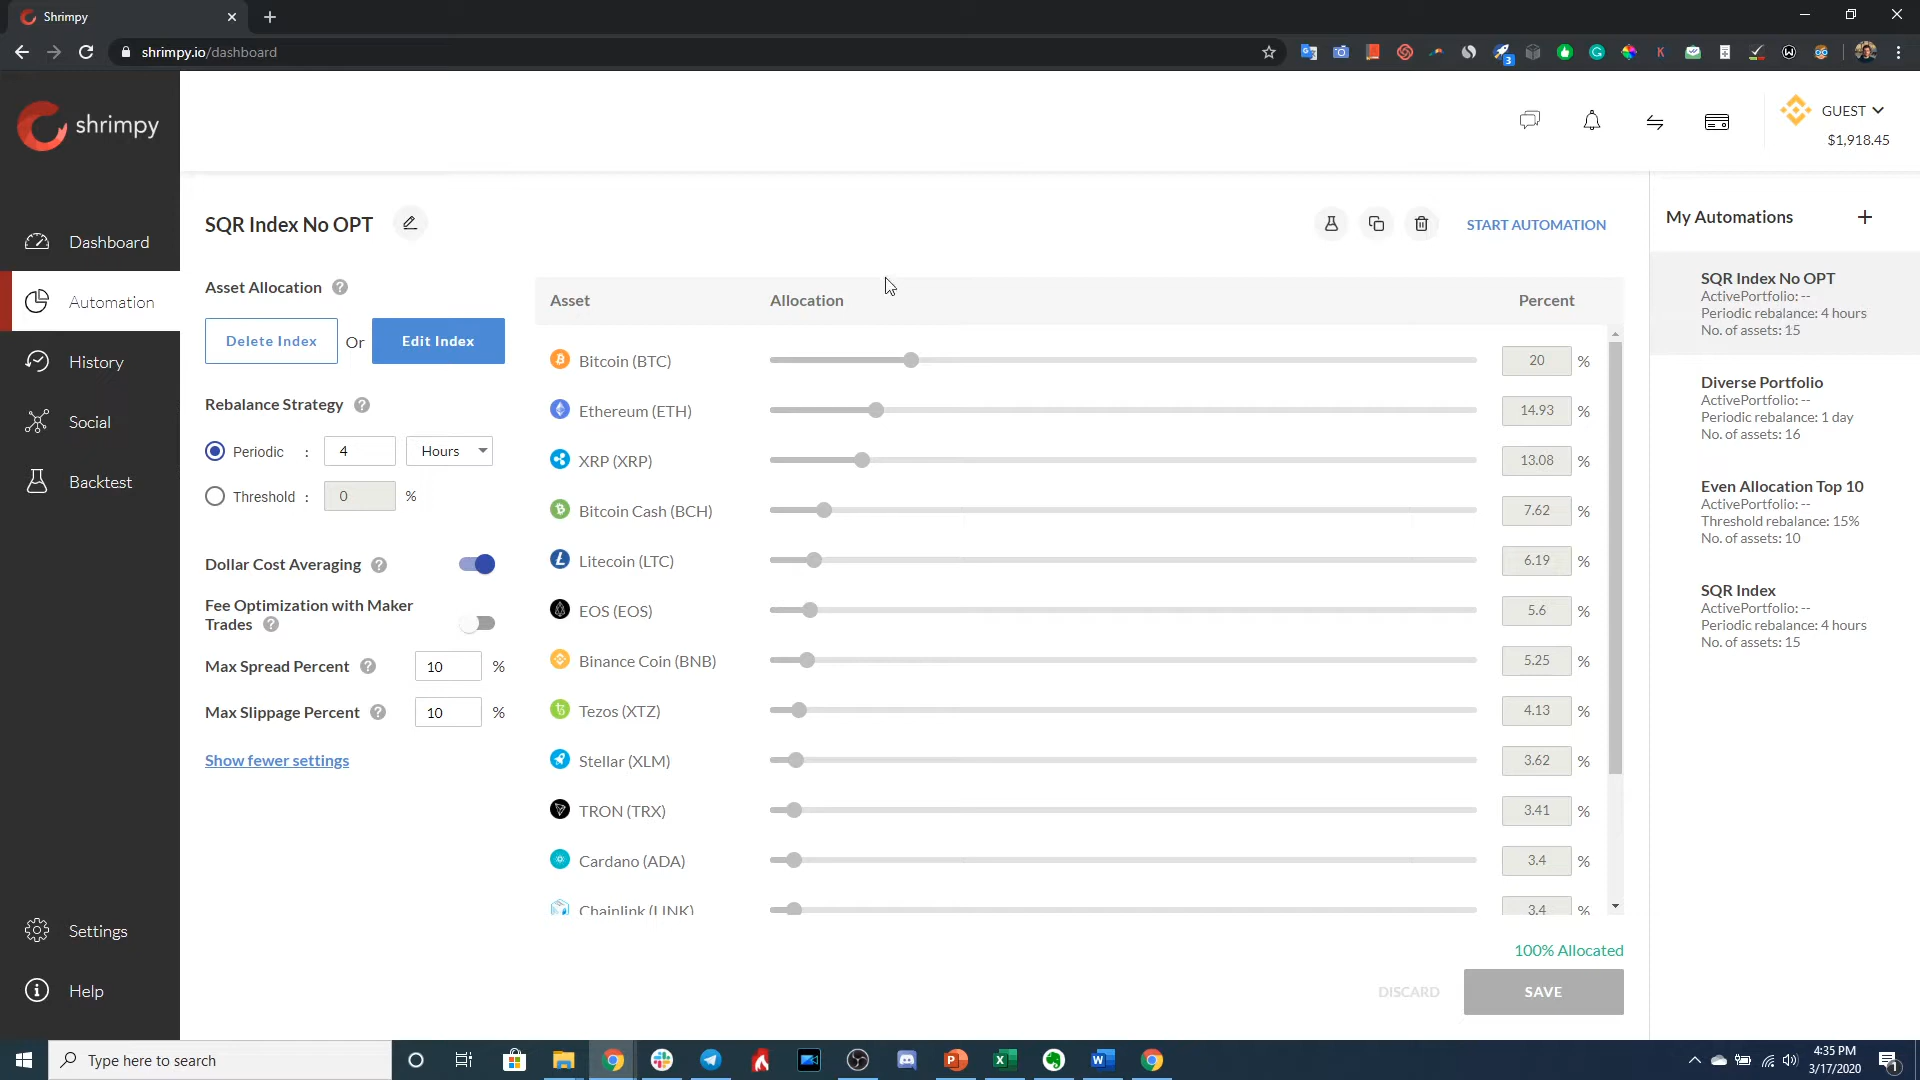 Shrimpy
shrimpy.io/dashboard
3
shrimpy
GUEST
$1,918.45
Dashboard
Automation
History
Social
Backtest
Settings
Help
SQR Index No OPT
START AUTOMATION
Asset Allocation ?
Delete Index Or Edit Index
Rebalance Strategy ?
Periodic : 4 Hours
Threshold : 0 %
Dollar Cost Averaging ?
Fee Optimization with Maker
Trades ?
Max Spread Percent ? 10 %
Max Slippage Percent ? 10 %
Show fewer settings
Asset Allocation Percent
Bitcoin (BTC) 20 %
Ethereum (ETH) 14.93 %
XRP (XRP) 13.08 %
Bitcoin Cash (BCH) 7.62 %
Litecoin (LTC) 6.19 %
EOS (EOS) 5.6 %
Binance Coin (BNB) 5.25 %
Tezos (XTZ) 4.13 %
Stellar (XLM) 3.62 %
TRON (TRX) 3.41 %
Cardano (ADA) 3.4 %
Chainlink (LINK) 3.4 %
100% Allocated
DISCARD SAVE
My Automations
SQR Index No OPT
ActivePortfolio: --
Periodic rebalance: 4 hours
No. of assets: 15
Diverse Portfolio
ActivePortfolio: --
Periodic rebalance: 1 day
No. of assets: 16
Even Allocation Top 10
ActivePortfolio: --
Threshold rebalance: 15%
No. of assets: 10
SQR Index
ActivePortfolio: --
Periodic rebalance: 4 hours
No. of assets: 15
Type here to search
4:35 PM
3/17/2020
1